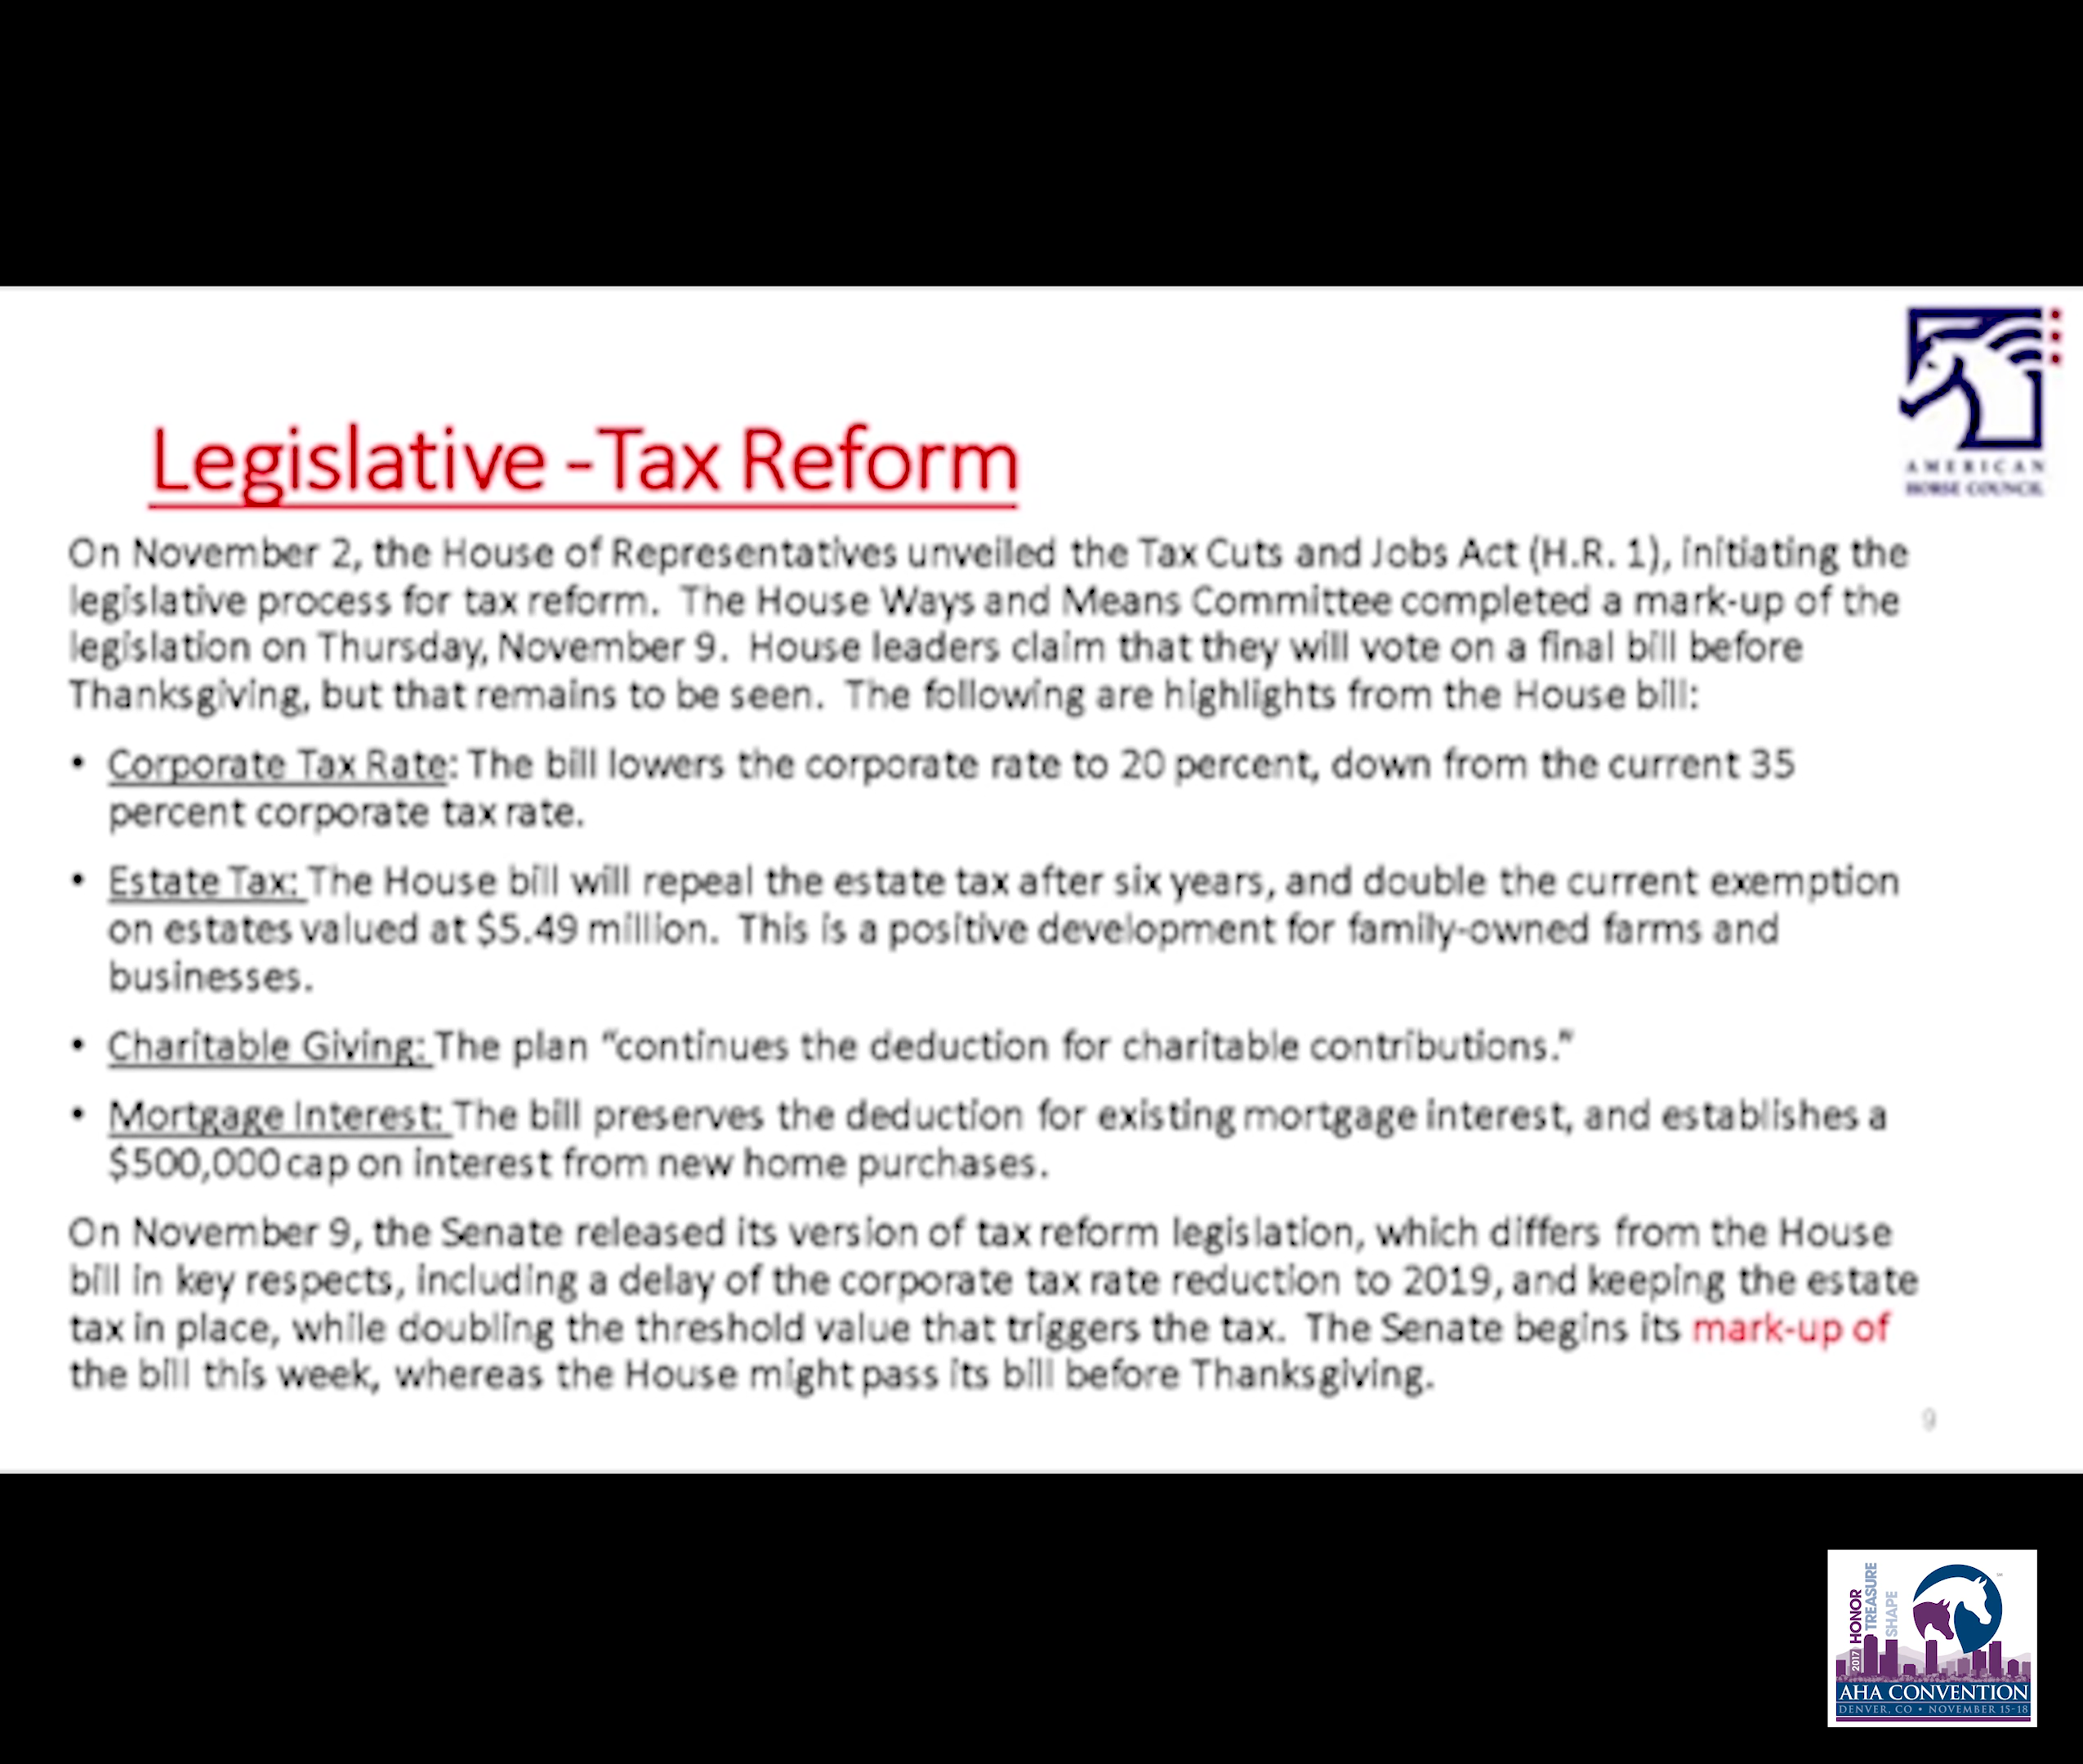 AMERICAN
HORSE COUNCIL
Legislative -Tax Reform
On November 2, the House of Representatives unveiled the Tax Cuts and Jobs Act (H.R. 1), initiating the
legislative process for tax reform. The House Ways and Means Committee completed a mark-up of the
legislation on Thursday, November 9. House leaders claim that they will vote on a final bill before
Thanksgiving, but that remains to be seen. The following are highlights from the House bill:
• Corporate Tax Rate: The bill lowers the corporate rate to 20 percent, down from the current 35
percent corporate tax rate.
• Estate Tax: The House bill will repeal the estate tax after six years, and double the current exemption
on estates valued at $5.49 million. This is a positive development for family-owned farms and
businesses.
• Charitable Giving: The plan “continues the deduction for charitable contributions.”
• Mortgage Interest: The bill preserves the deduction for existing mortgage interest, and establishes a
$500,000 cap on interest from new home purchases.
On November 9, the Senate released its version of tax reform legislation, which differs from the House
bill in key respects, including a delay of the corporate tax rate reduction to 2019, and keeping the estate
tax in place, while doubling the threshold value that triggers the tax. The Senate begins its mark-up of
the bill this week, whereas the House might pass its bill before Thanksgiving.
9
2017 HONOR
TREASURE
SHAPE
AHA CONVENTION
DENVER, CO • NOVEMBER 15-18